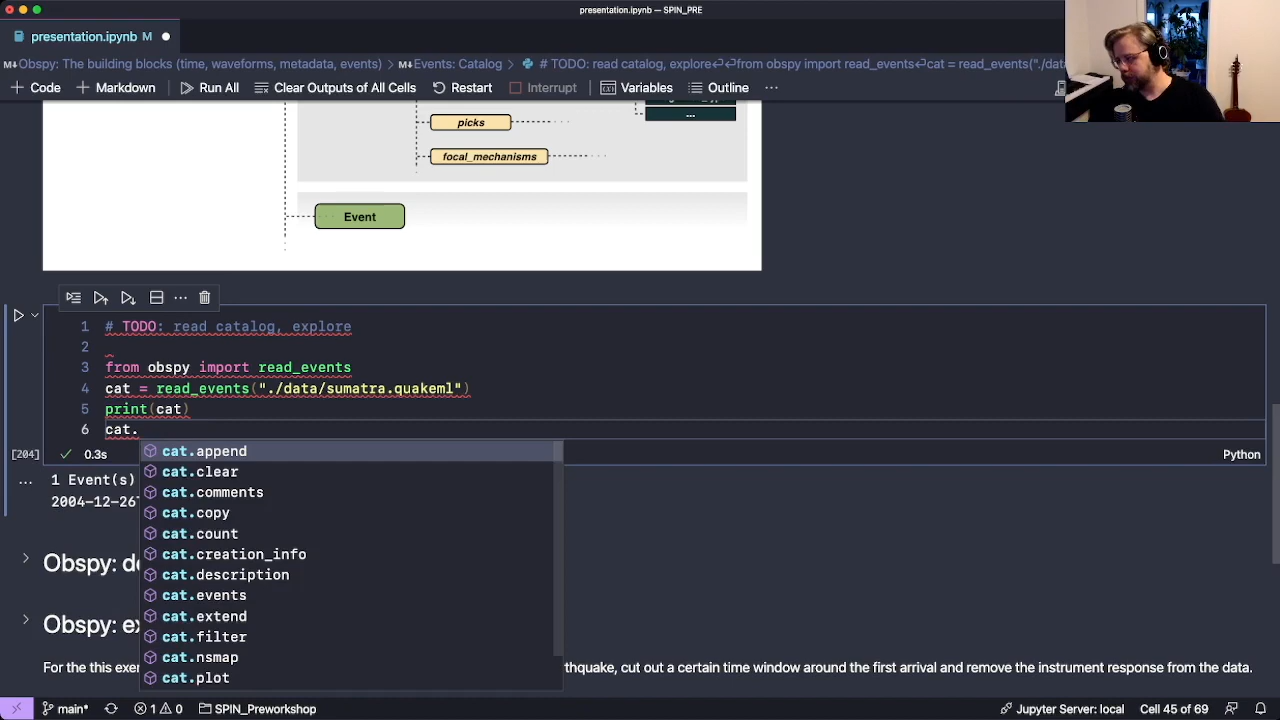 presentation.ipynb — SPIN_PRE
presentation.ipynb M
Obspy: The building blocks (time, waveforms, metadata, events) > Events: Catalog > # TODO: read catalog, explore↵↵from obspy import read_events↵cat = read_events("./data
+ Code + Markdown Run All Clear Outputs of All Cells Restart Interrupt Variables Outline ...
picks
...
focal_mechanisms
Event
1 # TODO: read catalog, explore
2
3 from obspy import read_events
4 cat = read_events("./data/sumatra.quakeml")
5 print(cat)
6 cat.
[204] 0.3s Python
cat.append
cat.clear
cat.comments
cat.copy
cat.count
cat.creation_info
cat.description
cat.events
cat.extend
cat.filter
cat.nsmap
cat.plot
... 1 Event(s)
2004-12-26
Obspy:
Obspy:
For the this thquake, cut out a certain time window around the first arrival and remove the instrument response from the data.
main* 1 0 SPIN_Preworkshop Jupyter Server: local Cell 45 of 69